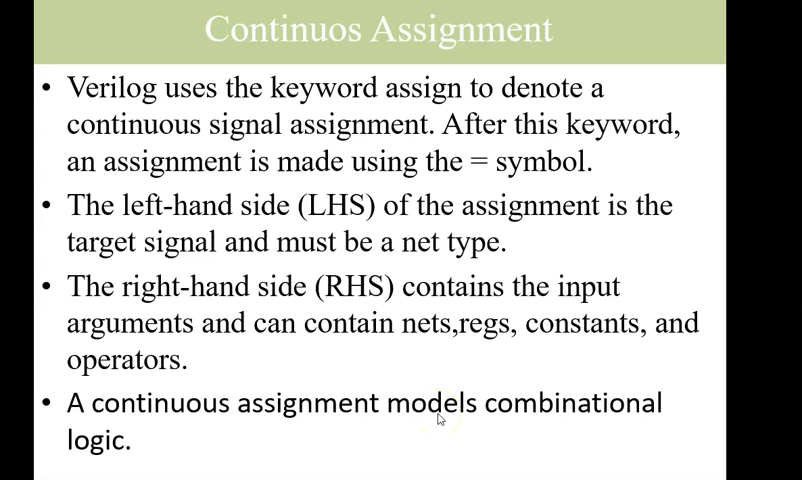 Continuos Assignment
• Verilog uses the keyword assign to denote a
continuous signal assignment. After this keyword,
an assignment is made using the = symbol.
• The left-hand side (LHS) of the assignment is the
target signal and must be a net type.
• The right-hand side (RHS) contains the input
arguments and can contain nets,regs, constants, and
operators.
• A continuous assignment models combinational
logic.